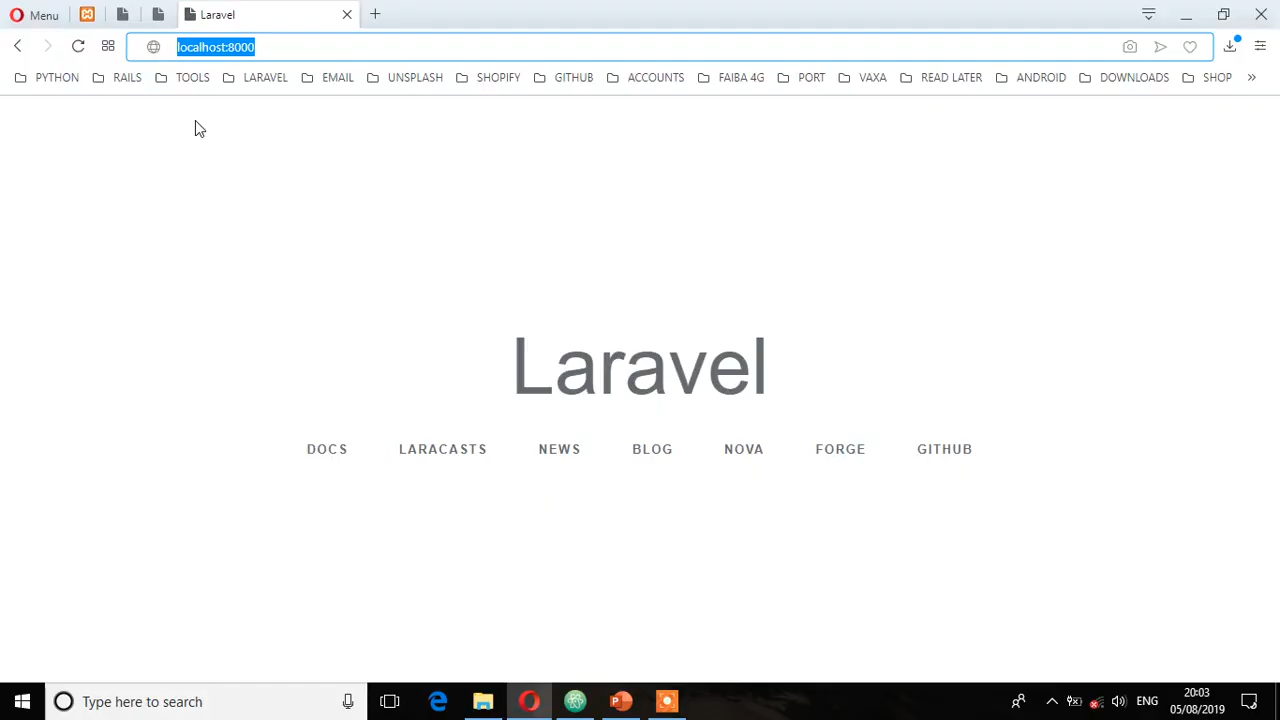 Menu
Laravel
localhost:8000
PYTHON RAILS TOOLS LARAVEL EMAIL UNSPLASH SHOPIFY GITHUB ACCOUNTS FAIBA 4G PORT VAXA READ LATER ANDROID DOWNLOADS SHOP »
Laravel
DOCS LARACASTS NEWS BLOG NOVA FORGE GITHUB
Type here to search
ENG
20:03
05/08/2019